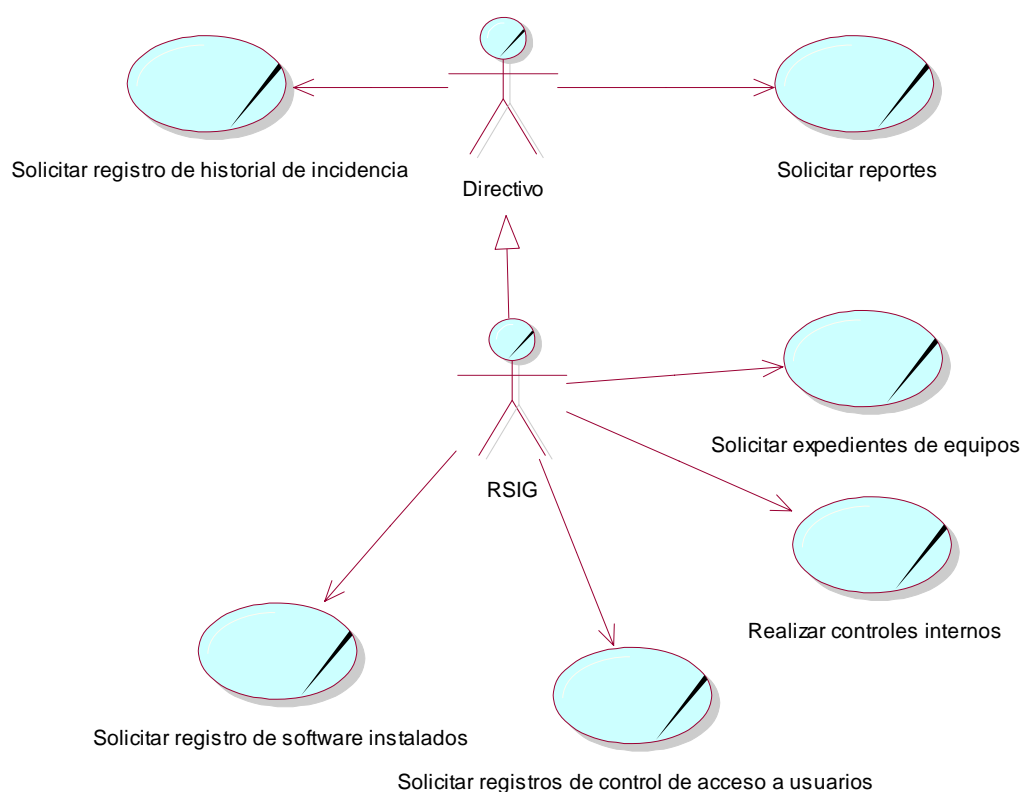 Solicitar registro de historial de incidencia
Solicitar reportes
Directivo
Solicitar expedientes de equipos
RSIG
Realizar controles internos
Solicitar registro de software instalados
Solicitar registros de control de acceso a usuarios